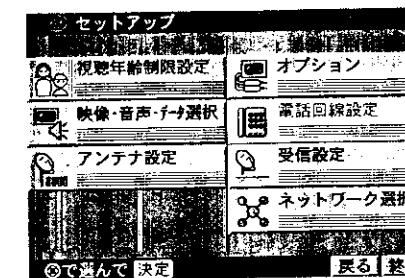 セットアップ
視聴年齢制限設定
オプション
映像・音声・データ選択
電話回線設定
アンテナ設定
受信設定
ネットワーク選択
で選んで 決定
戻る